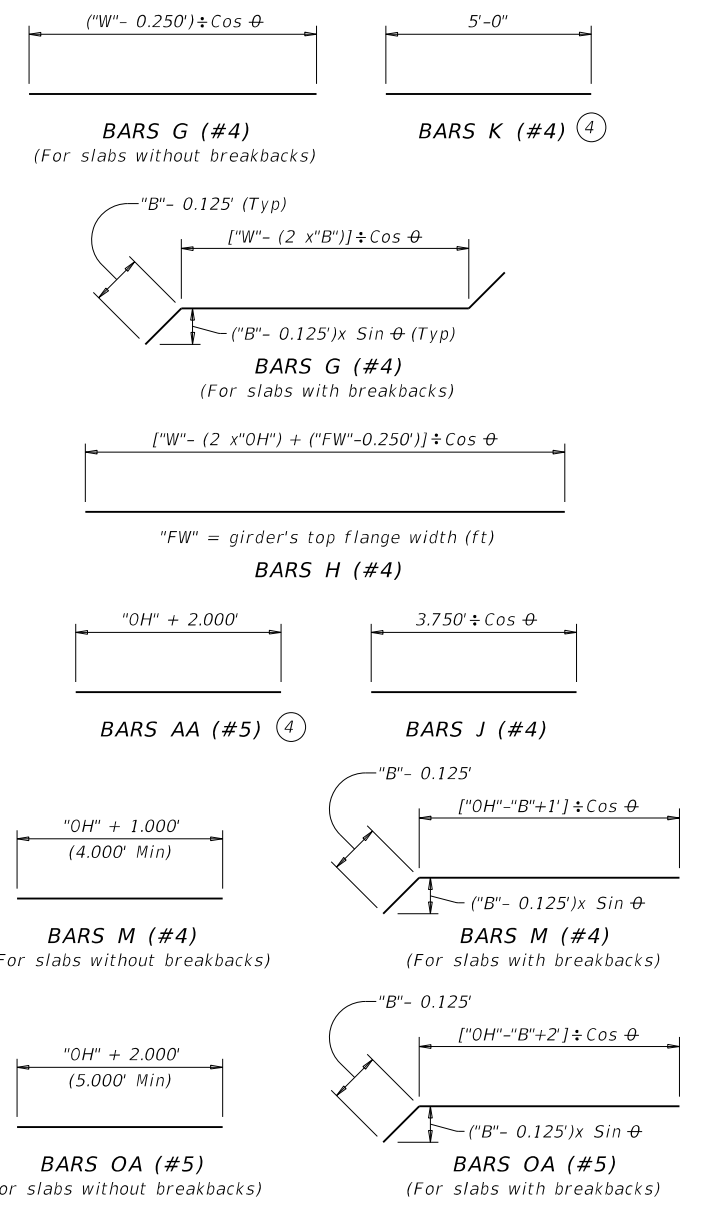 ("W"- 0.250')÷Cos θ
5'-0"
BARS G (#4)
BARS K (#4) 4
(For slabs without breakbacks)
"B"- 0.125' (Typ)
["W"- (2 x"B")]÷Cos θ
("B"- 0.125')x Sin θ (Typ)
BARS G (#4)
(For slabs with breakbacks)
["W"- (2 x"OH") + ("FW"-0.250')]÷Cos θ
"FW" = girder's top flange width (ft)
BARS H (#4)
"OH" + 2.000'
3.750'÷Cos θ
BARS AA (#5) 4
BARS J (#4)
"B"- 0.125'
["OH"-"B"+1']÷Cos θ
"OH" + 1.000'
(4.000' Min)
("B"- 0.125')x Sin θ
BARS M (#4)
BARS M (#4)
For slabs without breakbacks)
(For slabs with breakbacks)
"B"- 0.125'
["OH"-"B"+2']÷Cos θ
"OH" + 2.000'
(5.000' Min)
("B"- 0.125')x Sin θ
BARS OA (#5)
BARS OA (#5)
or slabs without breakbacks)
(For slabs with breakbacks)